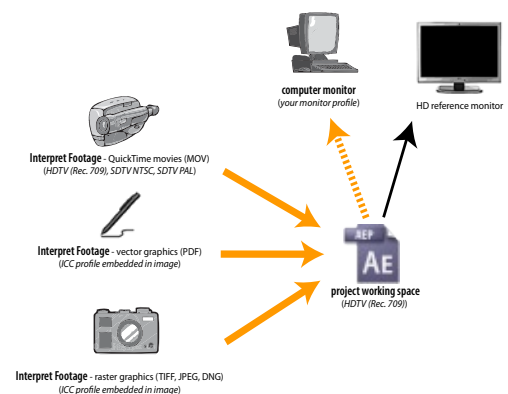 computer monitor
(your monitor profile)
HD reference monitor
Interpret Footage - QuickTime movies (MOV)
(HDTV (Rec. 709), SDTV NTSC, SDTV PAL)
Interpret Footage - vector graphics (PDF)
(ICC profile embedded in image)
AEP
AE
project working space
(HDTV (Rec. 709))
Interpret Footage - raster graphics (TIFF, JPEG, DNG)
(ICC profile embedded in image)